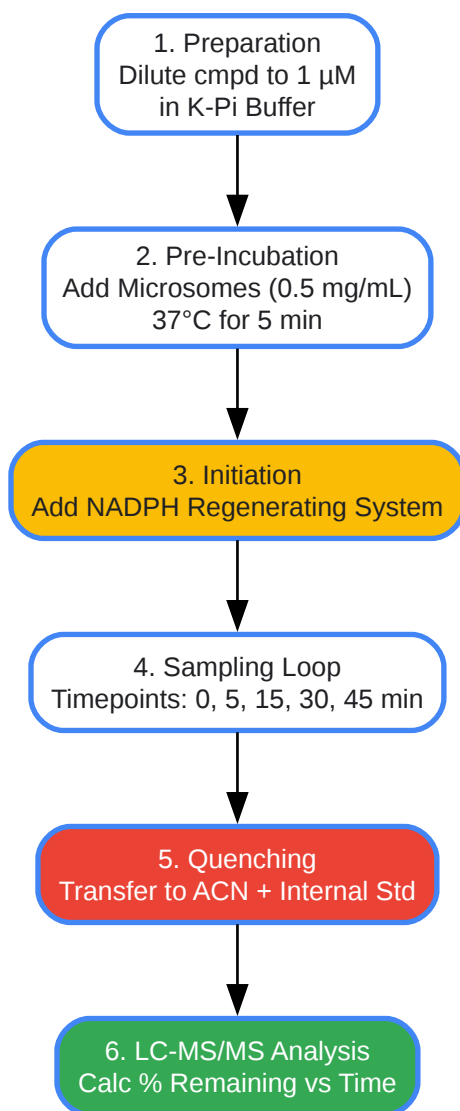 1. Preparation
Dilute cmpd to 1 µM
in K-Pi Buffer
2. Pre-Incubation
Add Microsomes (0.5 mg/mL)
37°C for 5 min
3. Initiation
Add NADPH Regenerating System
4. Sampling Loop
Timepoints: 0, 5, 15, 30, 45 min
5. Quenching
Transfer to ACN + Internal Std
6. LC-MS/MS Analysis
Calc % Remaining vs Time